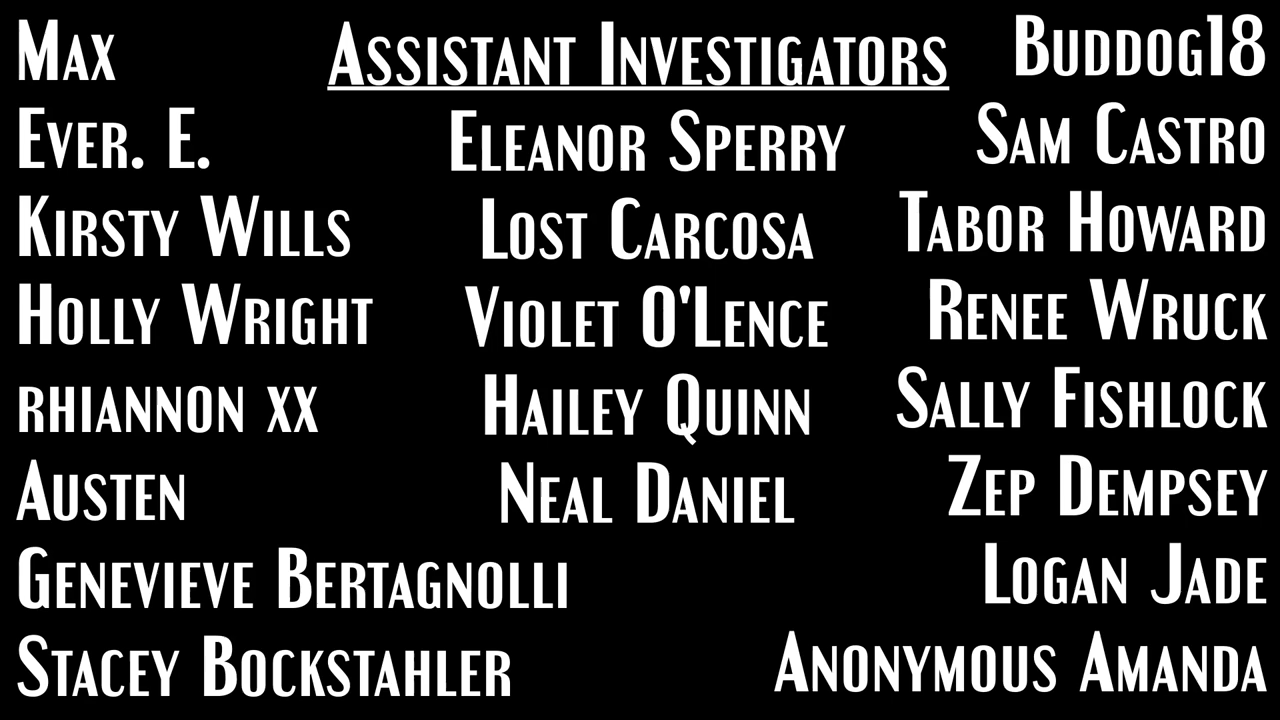 Assistant Investigators
Max
Ever. E.
Kirsty Wills
Holly Wright
rhiannon xx
Austen
Genevieve Bertagnolli
Stacey Bockstahler
Eleanor Sperry
Lost Carcosa
Violet O'Lence
Hailey Quinn
Neal Daniel
Buddog18
Sam Castro
Tabor Howard
Renee Wruck
Sally Fishlock
Zep Dempsey
Logan Jade
Anonymous Amanda